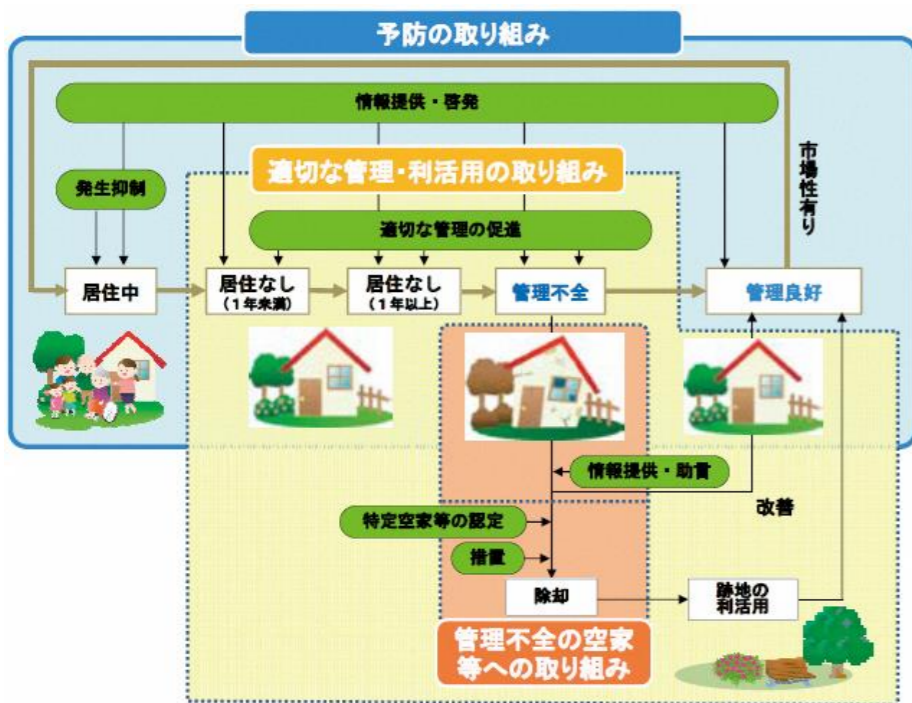 予防の取り組み
情報提供・啓発
適切な管理・利活用の取り組み
市場性有り
発生抑制
適切な管理の促進
居住中
居住なし
（1年未満）
居住なし
（1年以上）
管理不全
管理良好
情報提供・助言
改善
特定空家等の認定
措置
除却
跡地の
利活用
管理不全の空家
等への取り組み